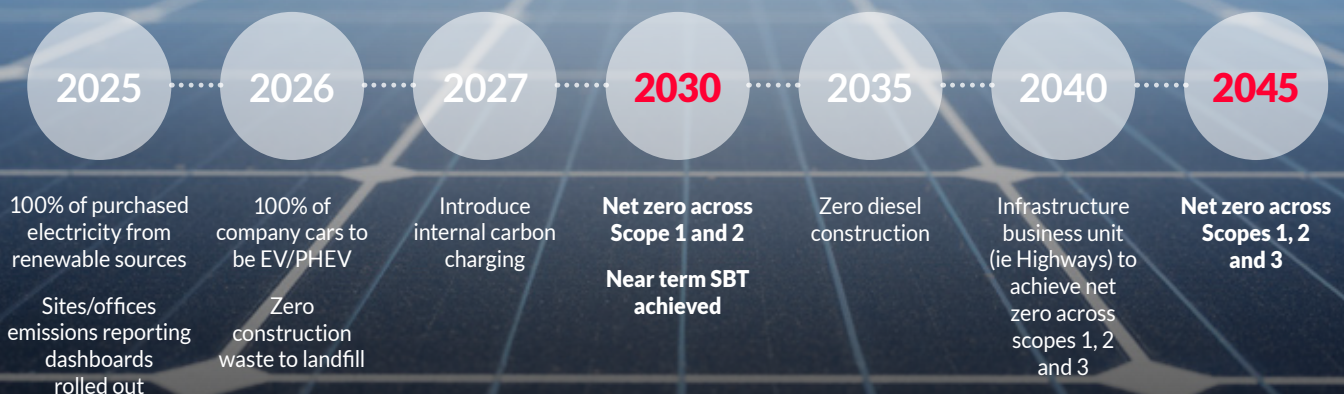 2025
2026
2027
2030
2035
2040
2045
100% of purchased
electricity from
renewable sources
Sites/offices
emissions reporting
dashboards
rolled out
100% of
company cars to
be EV/PHEV
Zero
construction
waste to landfill
Introduce
internal carbon
charging
Net zero across
Scope 1 and 2
Near term SBT
achieved
Zero diesel
construction
Infrastructure
business unit
(ie Highways) to
achieve net
zero across
scopes 1, 2
and 3
Net zero across
Scopes 1, 2
and 3